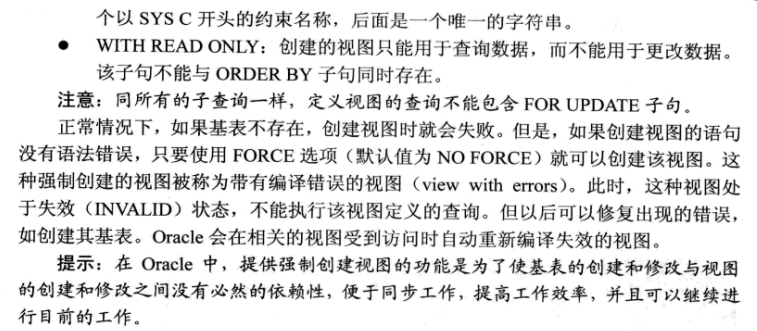 个以 SYS C 开头的约束名称，后面是一个唯一的字符串。
● WITH READ ONLY：创建的视图只能用于查询数据，而不能用于更改数据。
该子句不能与 ORDER BY 子句同时存在。
注意：同所有的子查询一样，定义视图的查询不能包含 FOR UPDATE 子句。
正常情况下，如果基表不存在，创建视图时就会失败。但是，如果创建视图的语句
没有语法错误，只要使用 FORCE 选项（默认值为 NO FORCE）就可以创建该视图。这
种强制创建的视图被称为带有编译错误的视图（view with errors）。此时，这种视图处
于失效（INVALID）状态，不能执行该视图定义的查询。但以后可以修复出现的错误，
如创建其基表。Oracle 会在相关的视图受到访问时自动重新编译失效的视图。
提示：在 Oracle 中，提供强制创建视图的功能是为了使基表的创建和修改与视图
的创建和修改之间没有必然的依赖性，便于同步工作，提高工作效率，并且可以继续进
行目前的工作。